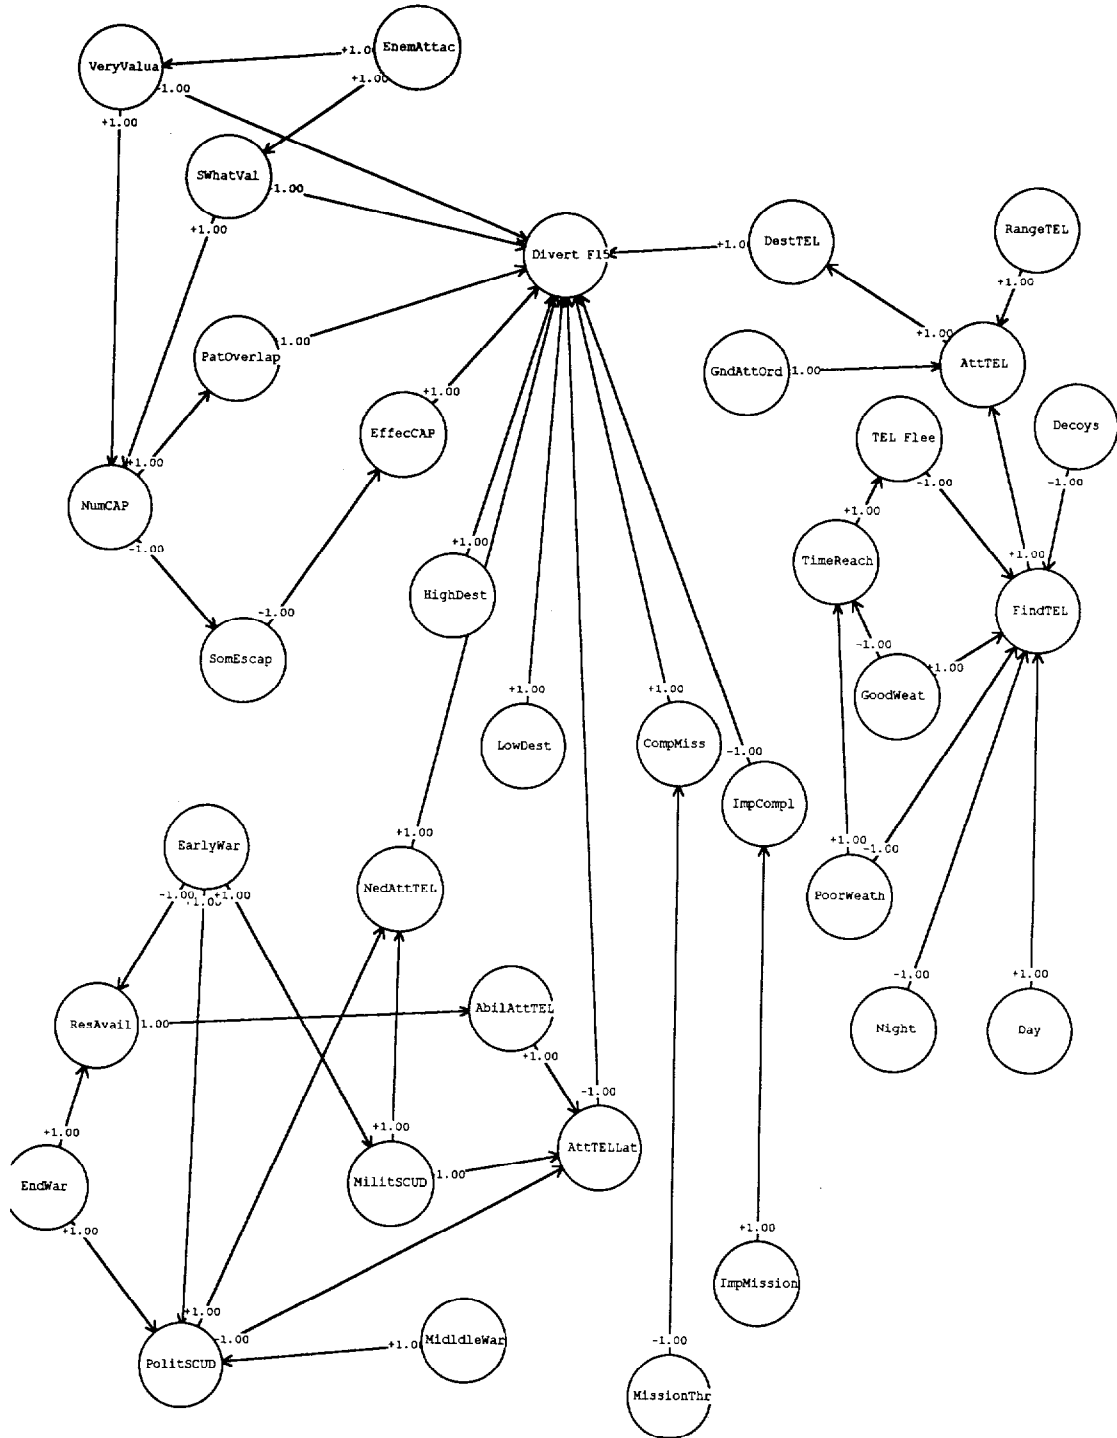 EnemAttac
+1.0
VeryValua
+1.00
-1.00
+1.00
SWhatVal
-1.00
+1.00
RangeTEL
DestTEL
+1.0
Divert F15
+1.00
+1.00
PatOverlap
1.00
AttTEL
GndAttOrd
1.00
+1.00
EffecCAP
TEL Flee
Decoys
+1.00
-1.00
-1.00
NumCAP
+1.00
-1.00
+1.00
+1.00
TimeReach
HighDest
FindTEL
-1.00
SomEscap
-1.00
+1.00
GoodWeat
+1.00
LowDest
+1.00
CompMiss
-1.00
ImpCompl
EarlyWar
+1.00
+1.00
-1.00
NedAttTEL
-1.00
+1.00
PoorWeath
-1.00
+1.00
AbilAttTEL
ResAvail
1.00
Night
Day
+1.00
-1.00
+1.00
+1.00
AttTELLat
EndWar
MilitSCUD
1.00
+1.00
+1.00
ImpMission
+1.00
-1.00
+1.0
MidldleWar
-1.00
PolitSCUD
MissionThr